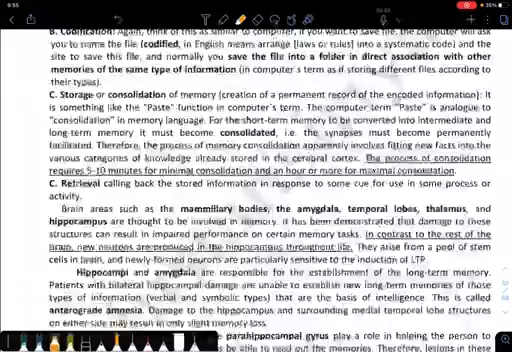 9:55
35%
B. Codification: Again, think of this as similar to computer, if you want to save file, the computer will ask
you to name the file (codified, in English means arrange [laws or rules] into a systematic code) and the
site to save this file, and normally you save the file into a folder in direct association with other
memories of the same type of information (in computer`s term as if storing different files according to
their types).
C. Storage or consolidation of memory (creation of a permanent record of the encoded information): It
is something like the "Paste" function in computer`s term. The computer term "Paste" is analogue to
"consolidation" in memory language. For the short-term memory to be converted into intermediate and
long-term memory it must become consolidated, i.e. the synapses must become permanently
facilitated. Therefore, the process of memory consolidation apparently involves fitting new facts into the
various categories of knowledge already stored in the cerebral cortex. The process of consolidation
requires 5-10 minutes for minimal consolidation and an hour or more for maximal consolidation.
C. Retrieval calling back the stored information in response to some cue for use in some process or
activity.
Brain areas such as the mammillary bodies, the amygdala, temporal lobes, thalamus, and
hippocampus are thought to be involved in memory. It has been demonstrated that damage to those
structures can result in impaired performance on certain memory tasks. In contrast to the rest of the
brain, new neurons are produced in the hippocampus throughout life. They arise from a pool of stem
cells in brain, and newly formed neurons are particularly sensitive to the induction of LTP.
Hippocampi and amygdala are responsible for the establishment of the long-term memory.
Patients with bilateral hippocampal damage are unable to establish new long term memories of those
types of information (verbal and symbolic types) that are the basis of intelligence. This is called
anterograde amnesia. Damage to the hippocampus and surrounding medial temporal lobe structures
on either side may result in only slight memory loss.
parahippocampal gyrus play a role in helping the person to
be able to read out the memories. Therefore, lesions in these